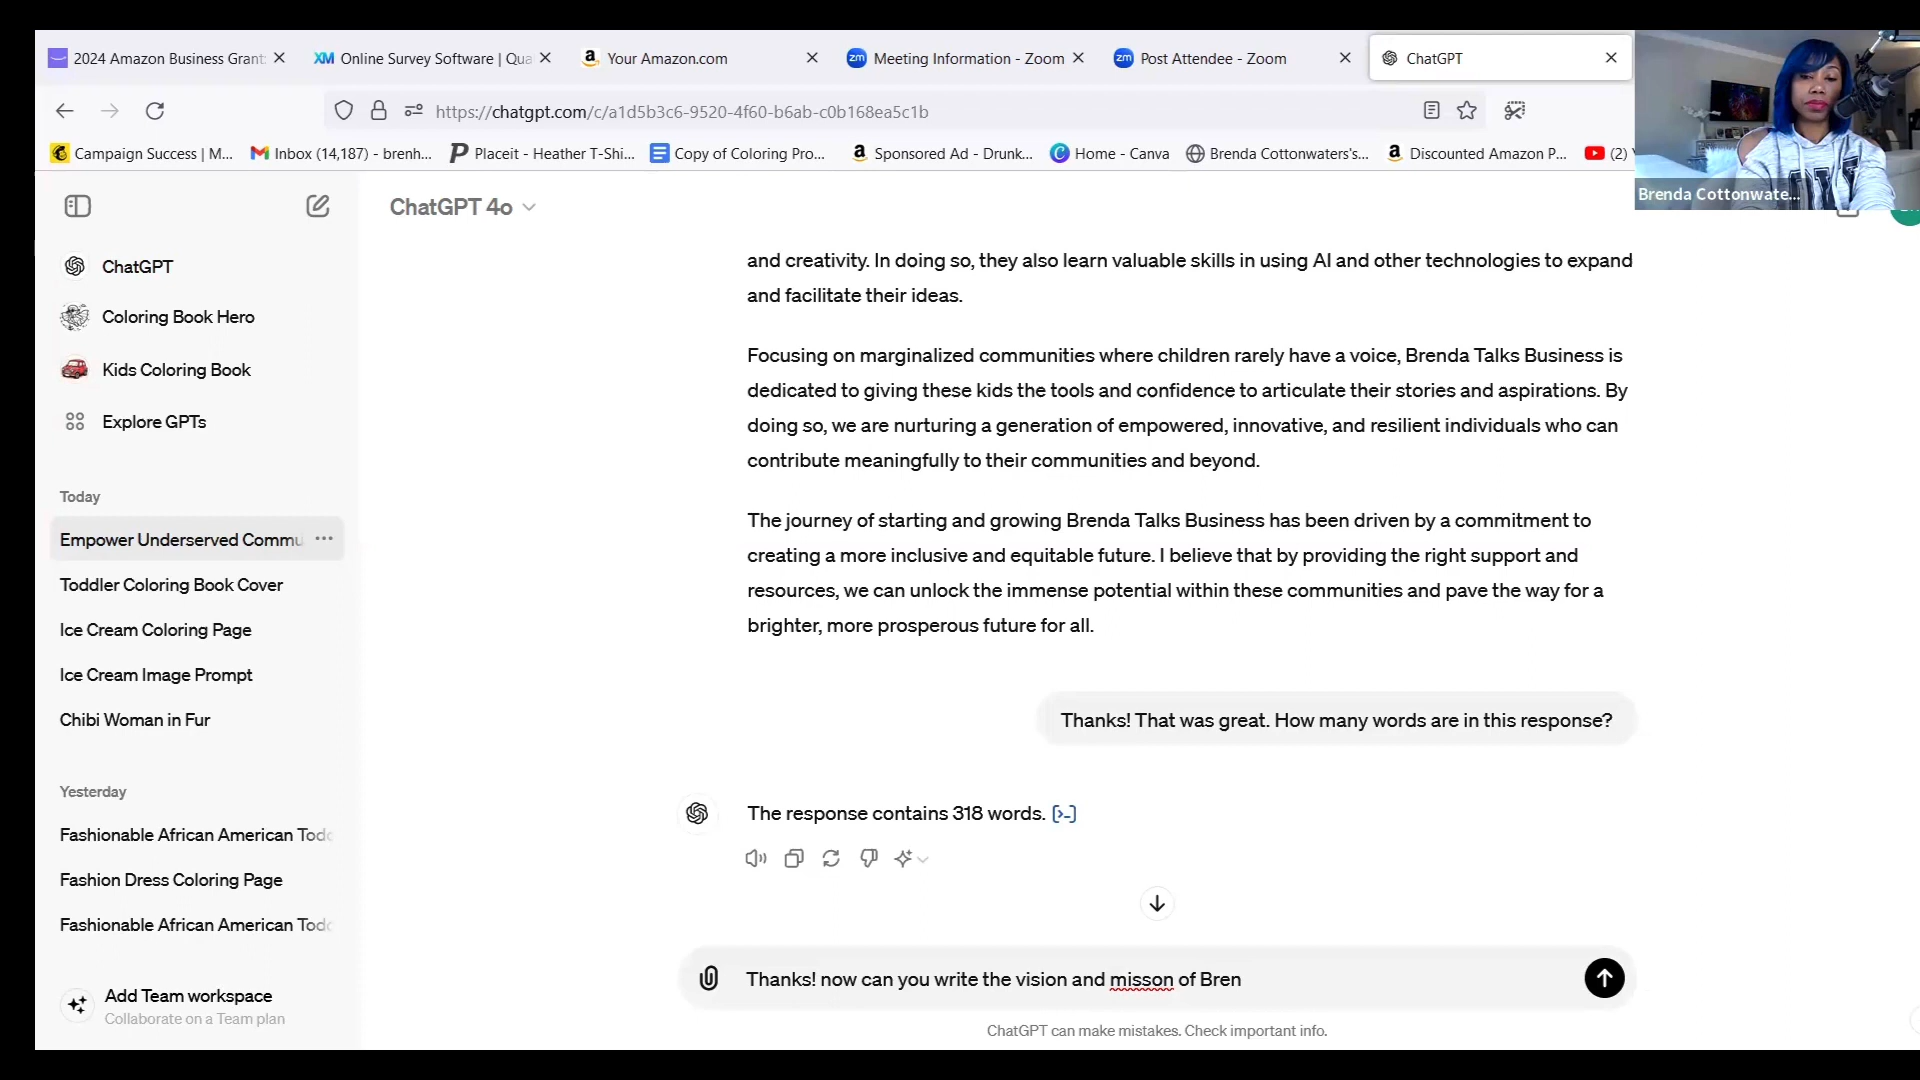 2024 Amazon Business Grant
XM Online Survey Software | Qua
Your Amazon.com
zm Meeting Information - Zoom
zm Post Attendee - Zoom
ChatGPT
https://chatgpt.com/c/a1d5b3c6-9520-4f60-b6ab-c0b168ea5c1b
Campaign Success | M...
Inbox (14,187) - brenh...
Placeit - Heather T-Shi...
Copy of Coloring Pro...
Sponsored Ad - Drunk...
Home - Canva
Brenda Cottonwaters's...
Discounted Amazon P...
(2)
Brenda Cottonwate...
ChatGPT
Coloring Book Hero
Kids Coloring Book
Explore GPTs
Today
Empower Underserved Commu
Toddler Coloring Book Cover
Ice Cream Coloring Page
Ice Cream Image Prompt
Chibi Woman in Fur
Yesterday
Fashionable African American Todd
Fashion Dress Coloring Page
Fashionable African American Todd
Add Team workspace
Collaborate on a Team plan
ChatGPT 4o
and creativity. In doing so, they also learn valuable skills in using AI and other technologies to expand
and facilitate their ideas.
Focusing on marginalized communities where children rarely have a voice, Brenda Talks Business is
dedicated to giving these kids the tools and confidence to articulate their stories and aspirations. By
doing so, we are nurturing a generation of empowered, innovative, and resilient individuals who can
contribute meaningfully to their communities and beyond.
The journey of starting and growing Brenda Talks Business has been driven by a commitment to
creating a more inclusive and equitable future. I believe that by providing the right support and
resources, we can unlock the immense potential within these communities and pave the way for a
brighter, more prosperous future for all.
Thanks! That was great. How many words are in this response?
The response contains 318 words. [>-]
Thanks! now can you write the vision and misson of Bren
ChatGPT can make mistakes. Check important info.